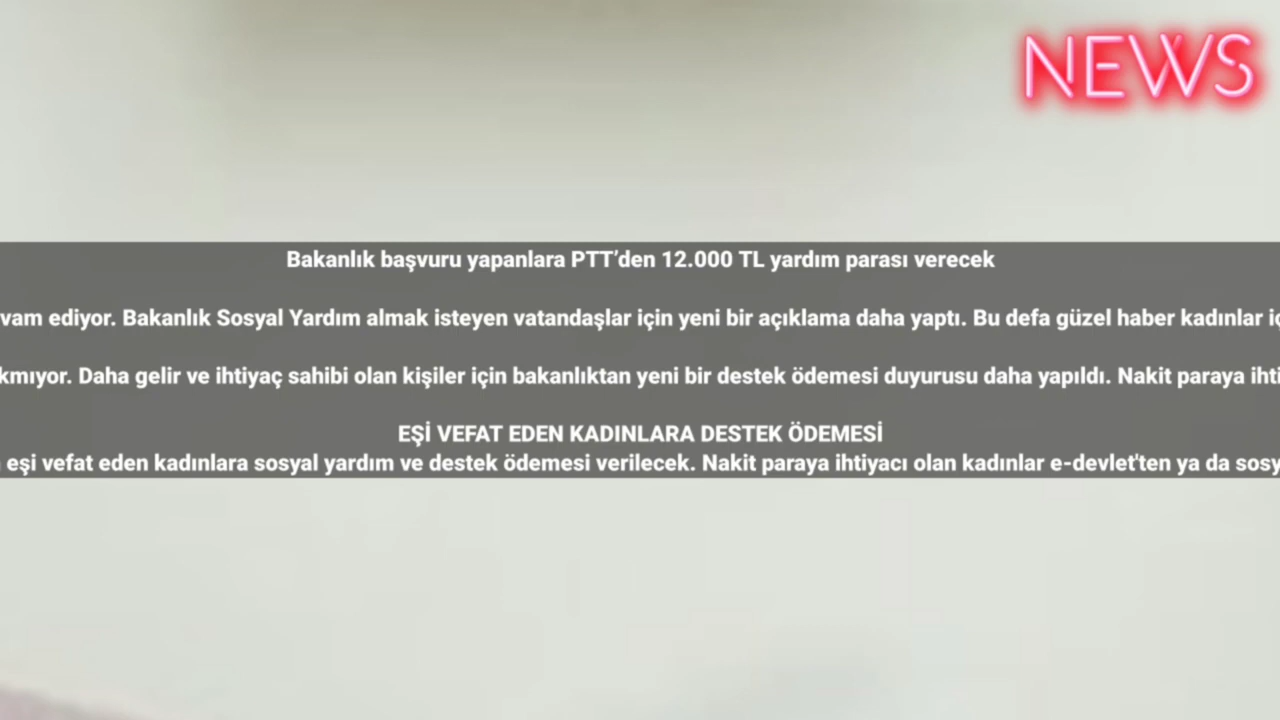 NEWS
Bakanlık başvuru yapanlara PTT’den 12.000 TL yardım parası verecek
vam ediyor. Bakanlık Sosyal Yardım almak isteyen vatandaşlar için yeni bir açıklama daha yaptı. Bu defa güzel haber kadınlar iç
kmıyor. Daha gelir ve ihtiyaç sahibi olan kişiler için bakanlıktan yeni bir destek ödemesi duyurusu daha yapıldı. Nakit paraya ihti
EŞİ VEFAT EDEN KADINLARA DESTEK ÖDEMESİ
eşi vefat eden kadınlara sosyal yardım ve destek ödemesi verilecek. Nakit paraya ihtiyacı olan kadınlar e-devlet'ten ya da sosy